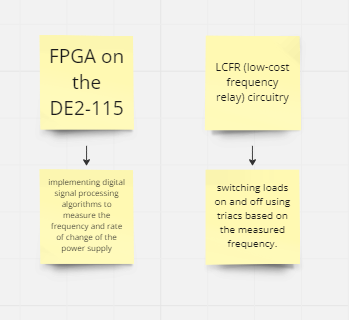 FPGA on
the
DE2-115
LCFR (low-cost
frequency
relay) circuitry
implementing digital
signal processing
algorithms to
measure the
frequency and rate
of change of the
power supply
switching loads
on and off using
triacs based on
the measured
frequency.